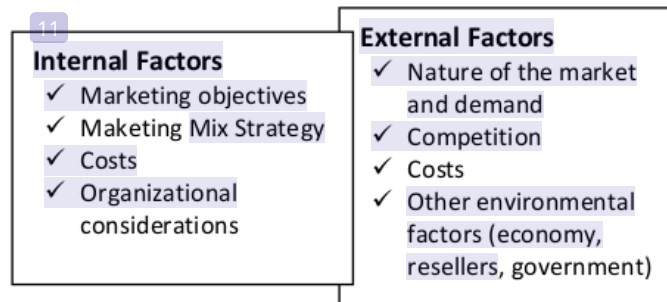 11
Internal Factors
✓ Marketing objectives
✓ Maketing Mix Strategy
✓ Costs
✓ Organizational
considerations
External Factors
✓ Nature of the market
and demand
✓ Competition
✓ Costs
✓ Other environmental
factors (economy,
resellers, government)